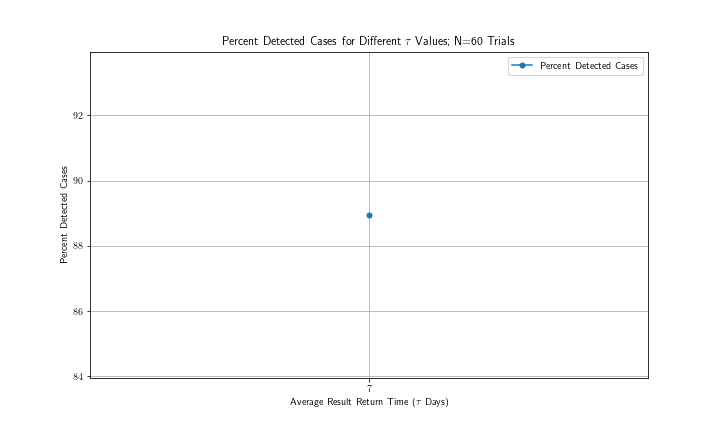 Percent Detected Cases for Different τ Values; N=60 Trials
Percent Detected Cases
92
90
88
86
84
Percent Detected Cases
7
Average Result Return Time (τ Days)